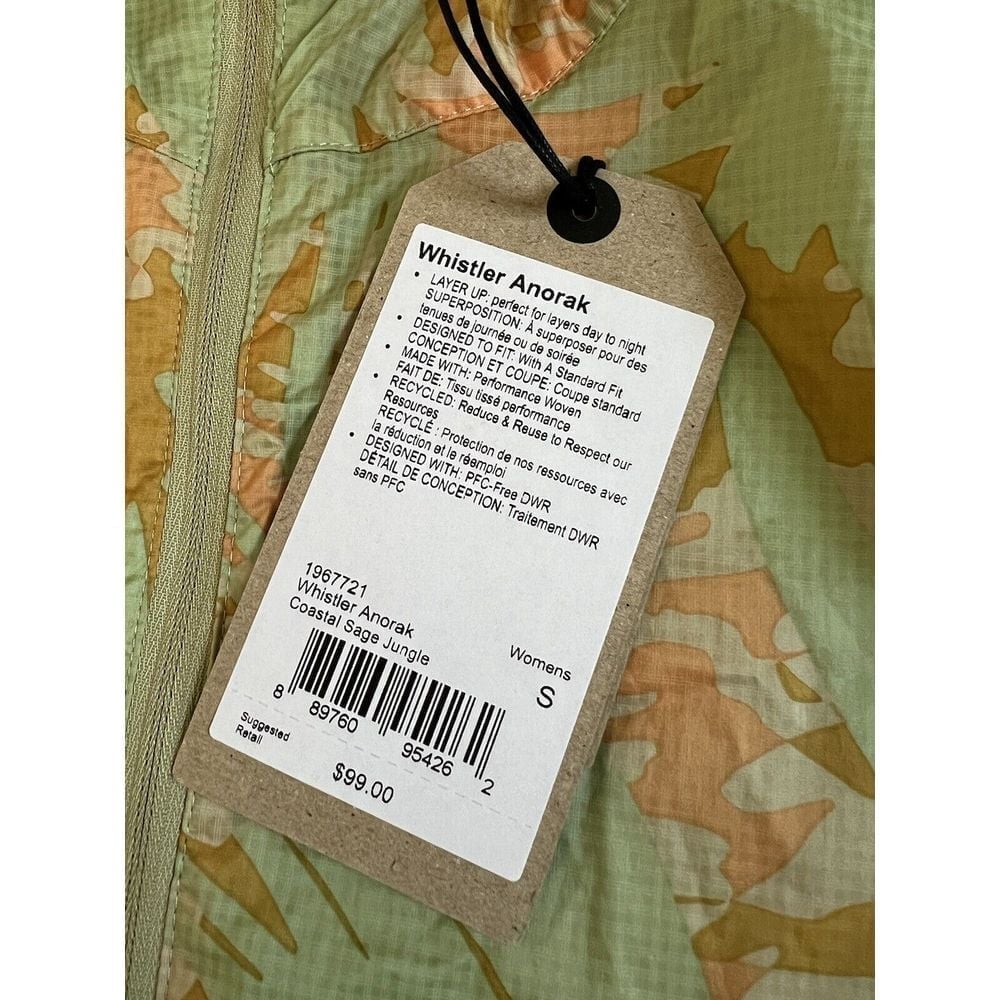 Whistler Anorak
• LAYER UP: perfect for layers day to night
SUPERPOSITION: À superposer pour des
tenues de journée ou de soirée
• DESIGNED TO FIT: With A Standard Fit
CONCEPTION ET COUPE: Coupe standard
• MADE WITH: Performance Woven
FAIT DE: Tissu tissé performance
• RECYCLED: Reduce & Reuse to Respect our
Resources
RECYCLÉ : Protection de nos ressources avec
la réduction et le réemploi
• DESIGNED WITH: PFC-Free DWR
DÉTAIL DE CONCEPTION: Traitement DWR
sans PFC
1967721
Whistler Anorak
Coastal Sage Jungle
Womens
S
8 89760 95426 2
Suggested
Retail
$99.00